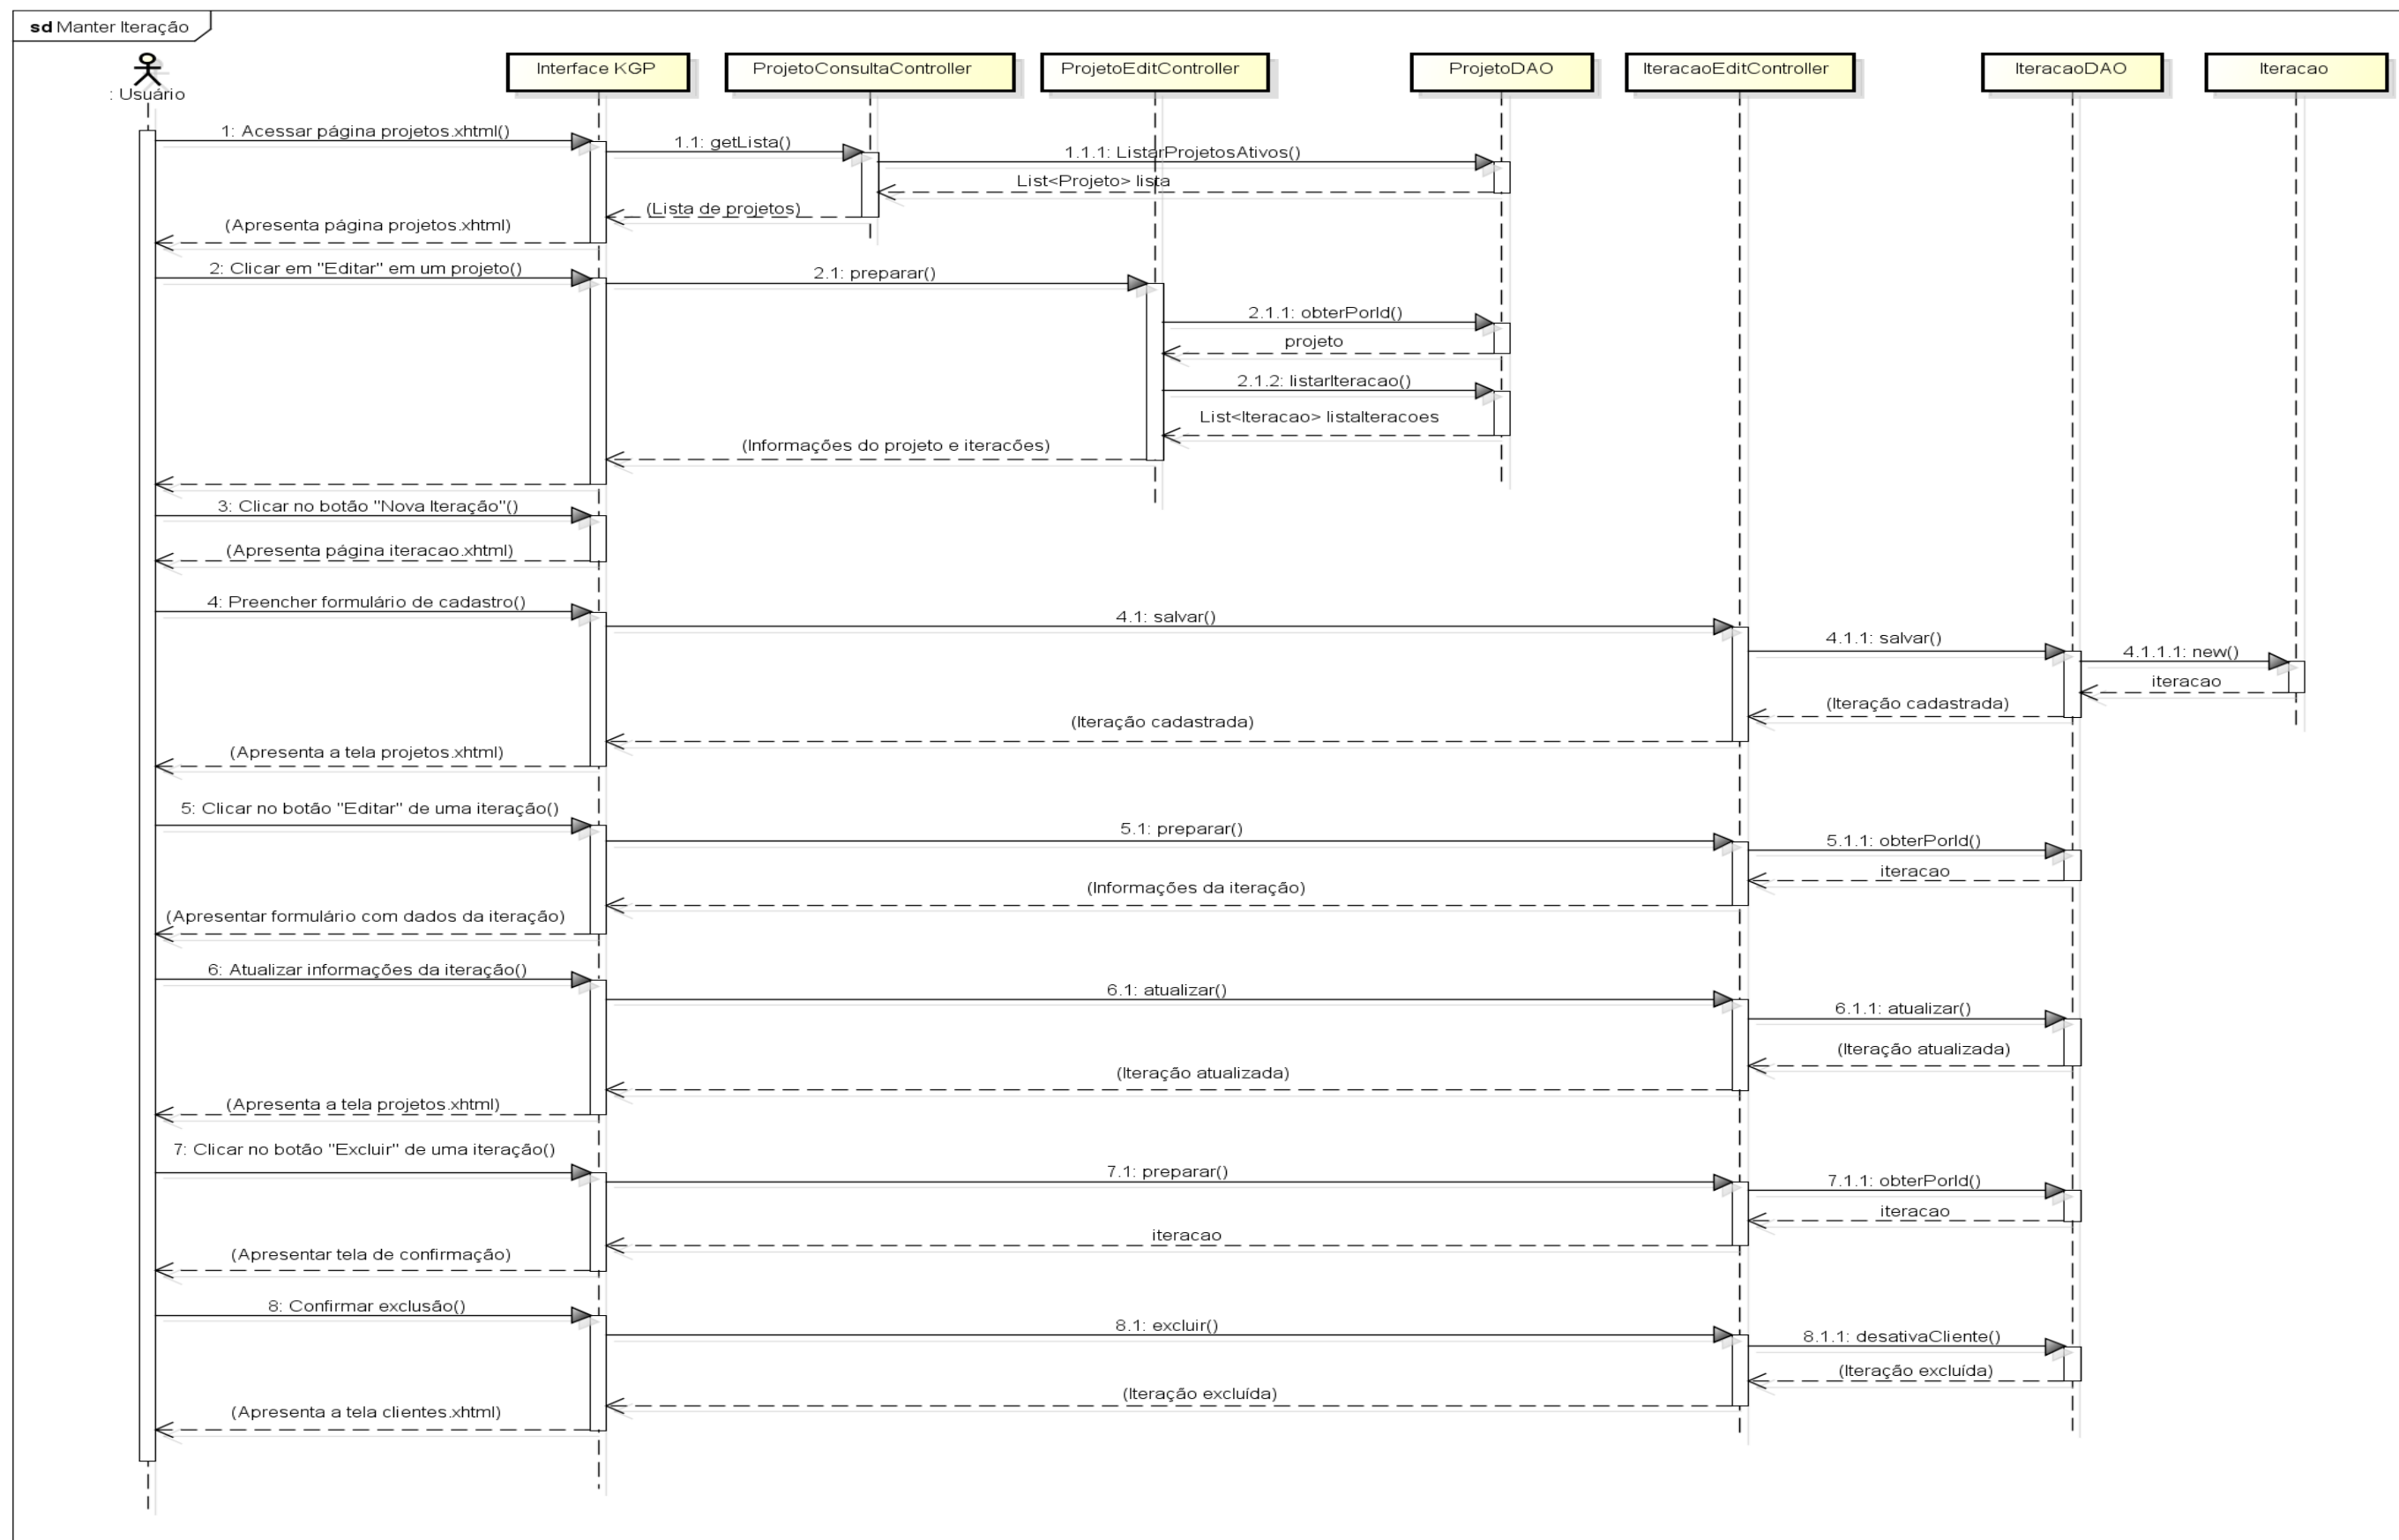 sd Manter Iteração
: Usuário
Interface KGP
ProjetoConsultaController
ProjetoEditController
ProjetoDAO
IteracaoEditController
IteracaoDAO
Iteracao
1: Acessar página projetos.xhtml()
1.1: getLista()
1.1.1: ListarProjetosAtivos()
List<Projeto> lista
(Lista de projetos)
(Apresenta página projetos.xhtml)
2: Clicar em "Editar" em um projeto()
2.1: preparar()
2.1.1: obterPorId()
projeto
2.1.2: listarIteracao()
List<Iteracao> listaIteracoes
(Informações do projeto e iteracões)
3: Clicar no botão "Nova Iteração"()
(Apresenta página iteracao.xhtml)
4: Preencher formulário de cadastro()
4.1: salvar()
4.1.1: salvar()
4.1.1.1: new()
iteracao
(Iteração cadastrada)
(Iteração cadastrada)
(Apresenta a tela projetos.xhtml)
5: Clicar no botão "Editar" de uma iteração()
5.1: preparar()
5.1.1: obterPorId()
iteracao
(Informações da iteração)
(Apresentar formulário com dados da iteração)
6: Atualizar informações da iteração()
6.1: atualizar()
6.1.1: atualizar()
(Iteração atualizada)
(Iteração atualizada)
(Apresenta a tela projetos.xhtml)
7: Clicar no botão "Excluir" de uma iteração()
7.1: preparar()
7.1.1: obterPorId()
iteracao
iteracao
(Apresentar tela de confirmação)
8: Confirmar exclusão()
8.1: excluir()
8.1.1: desativaCliente()
(Iteração excluída)
(Iteração excluída)
(Apresenta a tela clientes.xhtml)